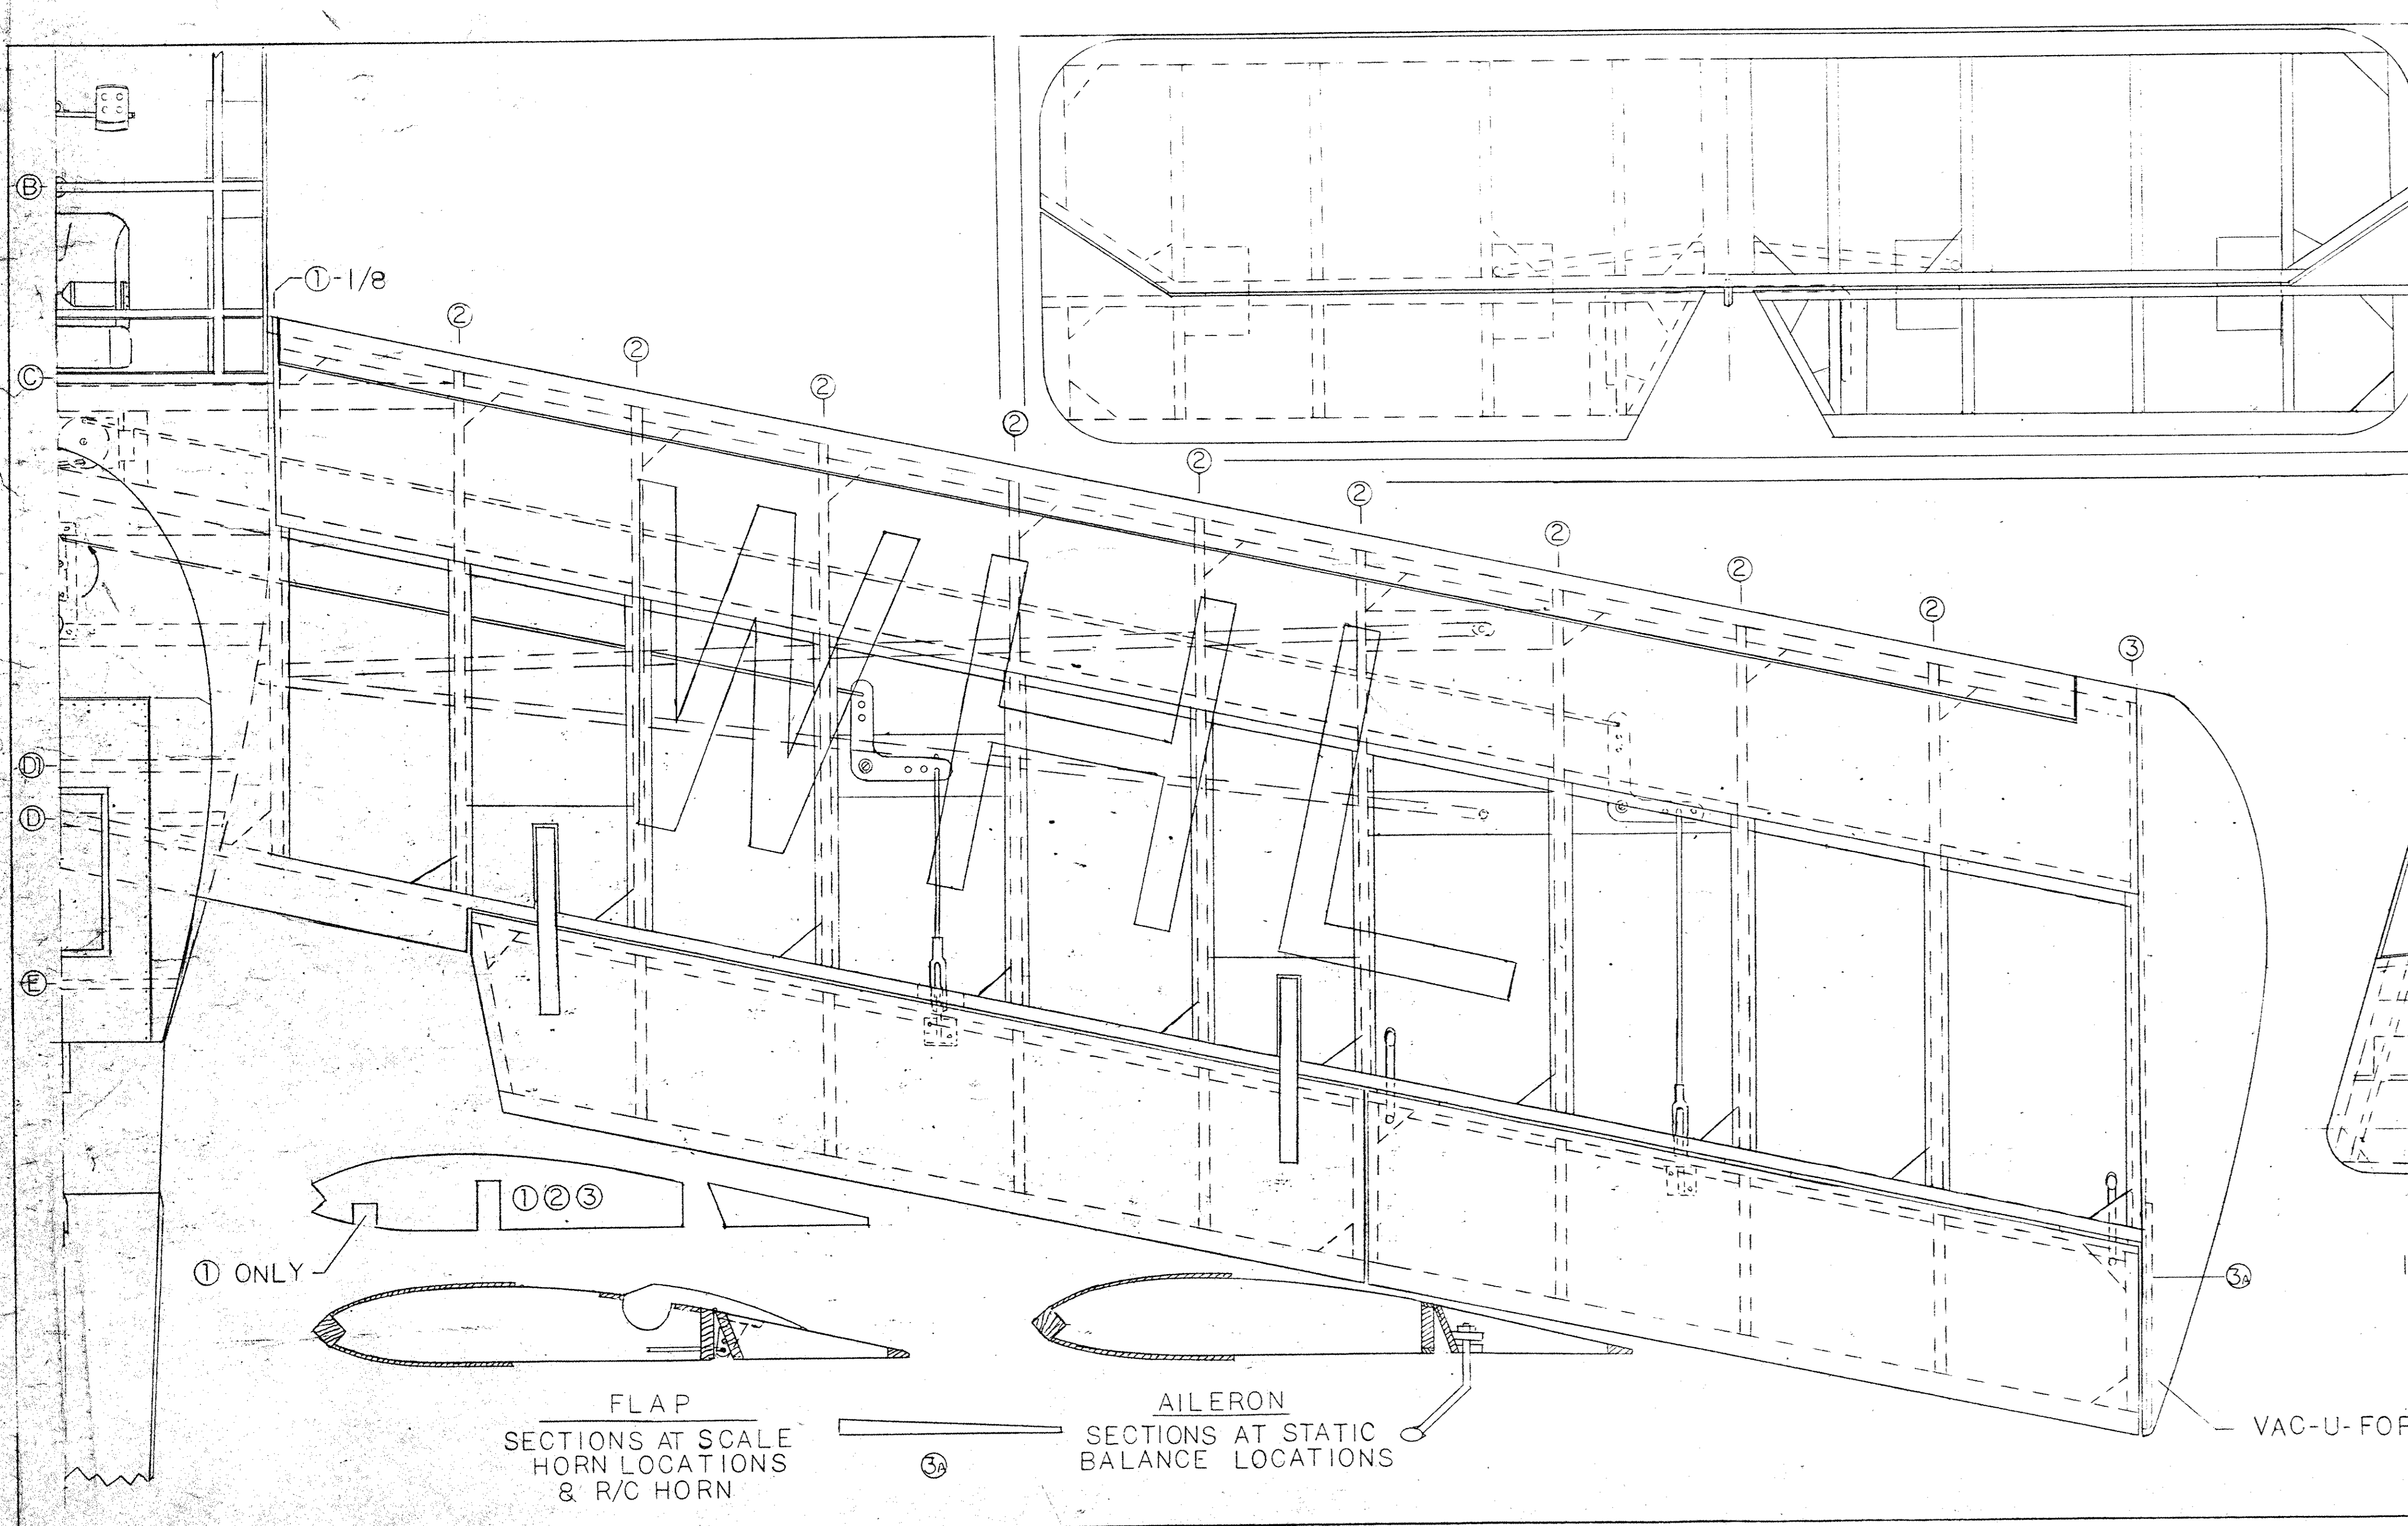 B
①-1/8
②
②
②
②
②
②
②
②
②
③
C
D
D
E
①②③
① ONLY
3A
FLAP
SECTIONS AT SCALE
HORN LOCATIONS
& R/C HORN
3A
AILERON
SECTIONS AT STATIC
BALANCE LOCATIONS
VAC-U-FOR